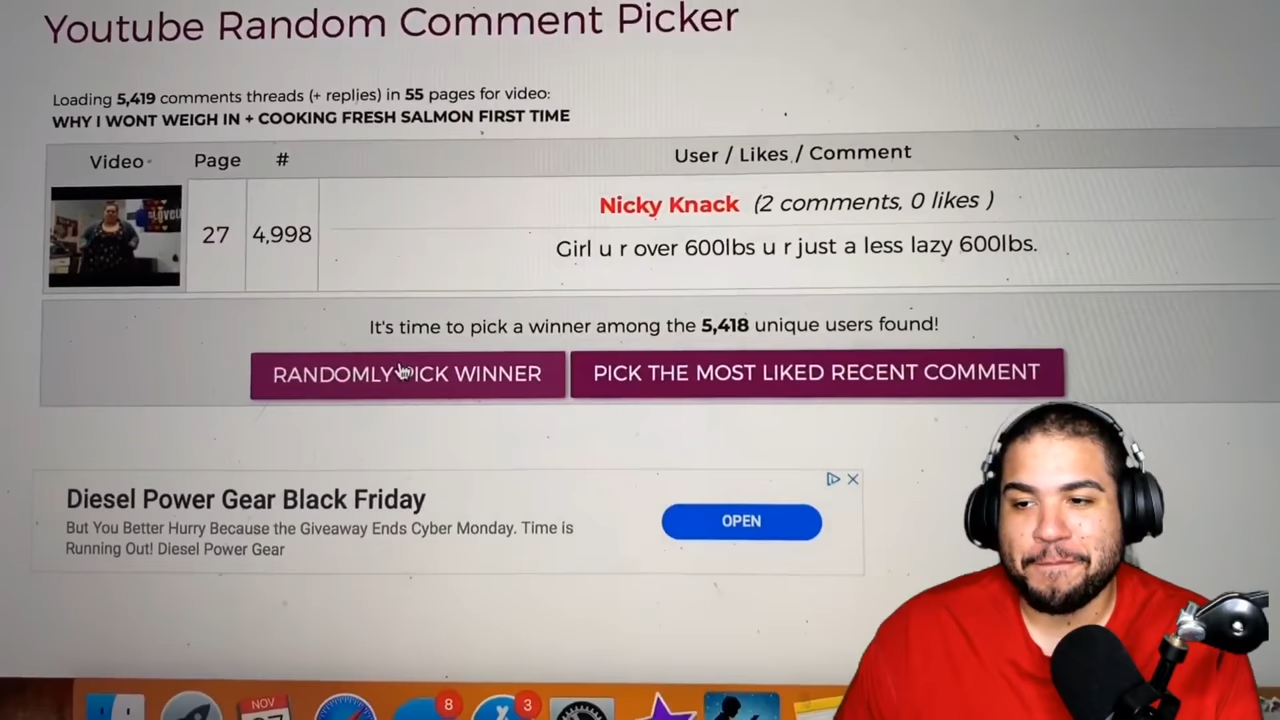 Youtube Random Comment Picker
Loading 5,419 comments threads (+ replies) in 55 pages for video:
WHY I WONT WEIGH IN + COOKING FRESH SALMON FIRST TIME
Video Page # User / Likes / Comment
27 4,998 Nicky Knack (2 comments, 0 likes )
Girl u r over 600lbs u r just a less lazy 600lbs.
It's time to pick a winner among the 5,418 unique users found!
RANDOMLY PICK WINNER PICK THE MOST LIKED RECENT COMMENT
Diesel Power Gear Black Friday
But You Better Hurry Because the Giveaway Ends Cyber Monday. Time is
Running Out! Diesel Power Gear
OPEN
NOV 8 3